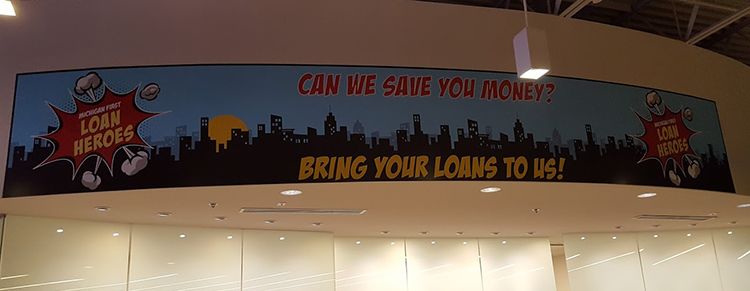 MICHIGAN FIRST
LOAN
HEROES
CAN WE SAVE YOU MONEY?
BRING YOUR LOANS TO US!
MICHIGAN FIRST
LOAN
HEROES